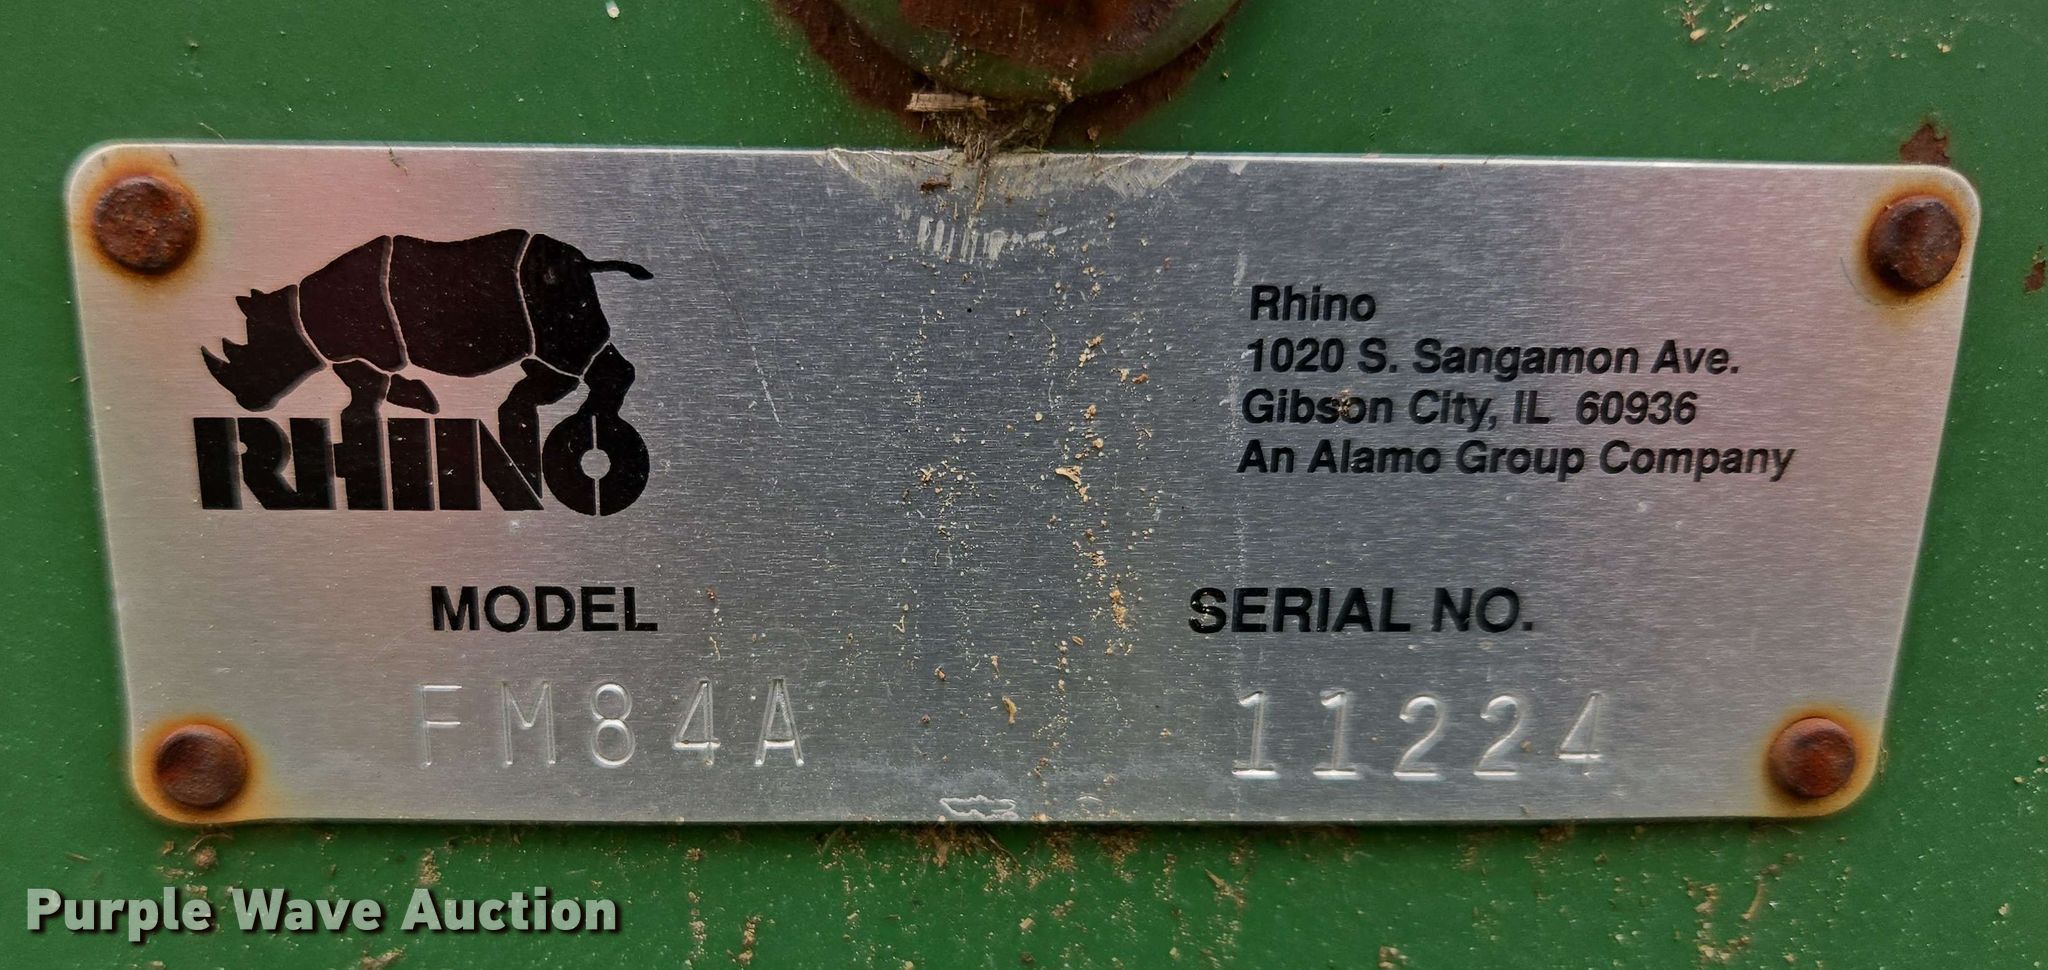 RHINO
Rhino
1020 S. Sangamon Ave.
Gibson City, IL 60936
An Alamo Group Company
MODEL
SERIAL NO.
FM84A
11224
Purple Wave Auction